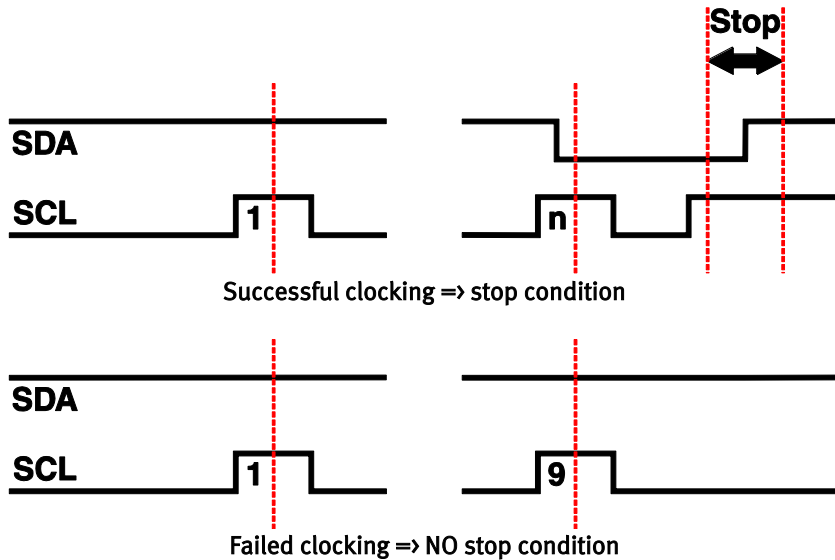 Stop
SDA
SCL
1
n
Successful clocking => stop condition
SDA
SCL
1
9
Failed clocking => NO stop condition